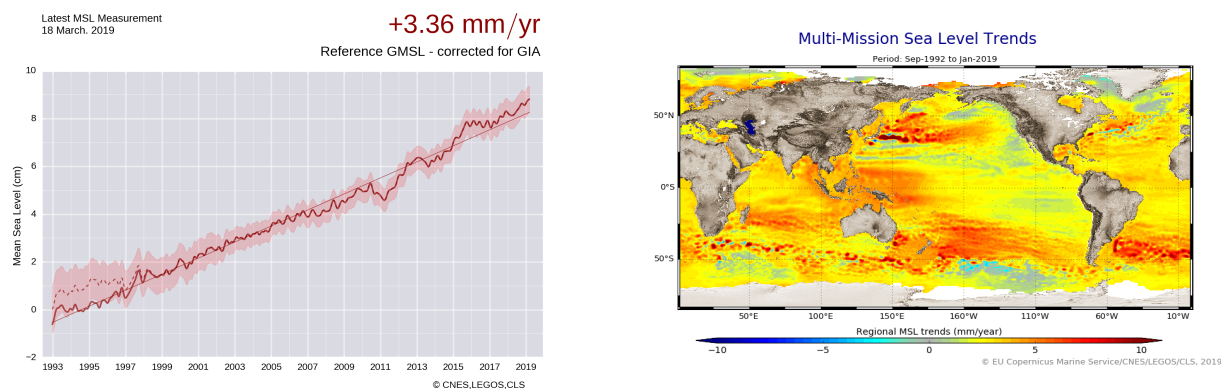 Latest MSL Measurement
18 March. 2019
+3.36 mm/yr
Reference GMSL - corrected for GIA
Mean Sea Level (cm)
10
8
6
4
2
0
−2
1993 1995 1997 1999 2001 2003 2005 2007 2009 2011 2013 2015 2017 2019
© CNES,LEGOS,CLS
Multi-Mission Sea Level Trends
Period: Sep-1992 to Jan-2019
50°N
0°S
50°S
50°E 100°E 150°E 160°W 110°W 60°W 10°W
Regional MSL trends (mm/year)
−10 −5 0 5 10
© EU Copernicus Marine Service/CNES/LEGOS/CLS, 2019